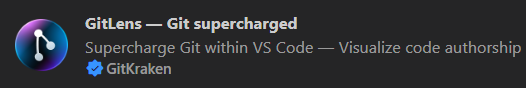 GitLens — Git supercharged
Supercharge Git within VS Code — Visualize code authorship
GitKraken